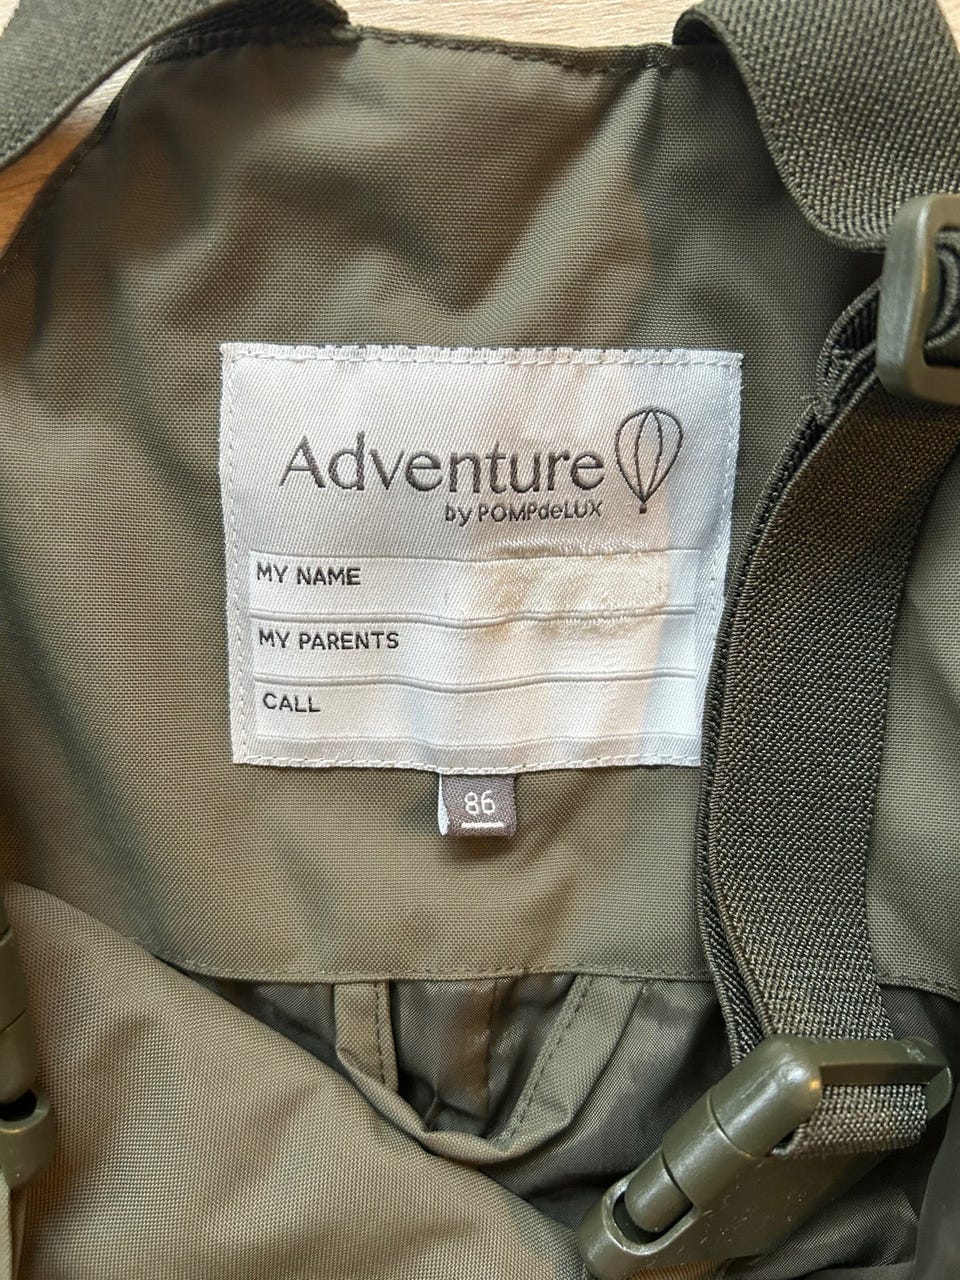 Adventure
by POMPdeLUX
MY NAME
MY PARENTS
CALL
86